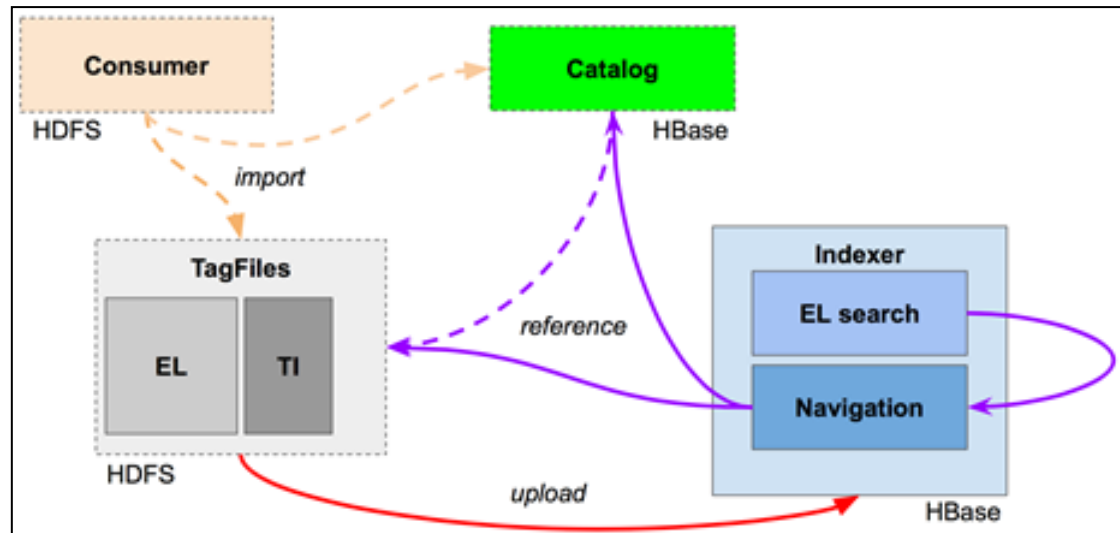 Consumer
Catalog
HDFS
HBase
import
TagFiles
Indexer
EL search
reference
EL
TI
Navigation
HDFS
upload
HBase